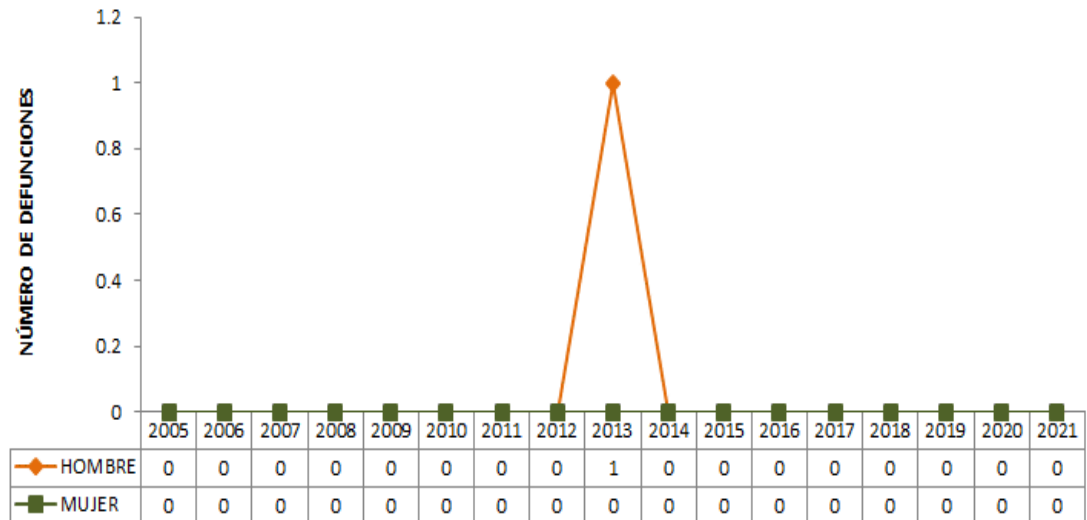 1.2
1
0.8
0.6
0.4
0.2
0
NÚMERO DE DEFUNCIONES
2005 2006 2007 2008 2009 2010 2011 2012 2013 2014 2015 2016 2017 2018 2019 2020 2021
HOMBRE 0 0 0 0 0 0 0 0 1 0 0 0 0 0 0 0 0
MUJER 0 0 0 0 0 0 0 0 0 0 0 0 0 0 0 0 0